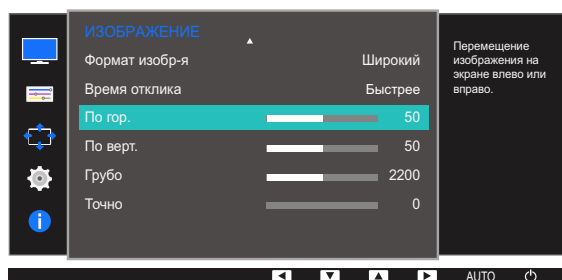 ИЗОБРАЖЕНИЕ
Формат изобр-я Широкий
Время отклика Быстрее
По гор. 50
По верт. 50
Грубо 2200
Точно 0
Перемещение
изображения на
экране влево или
вправо.
AUTO